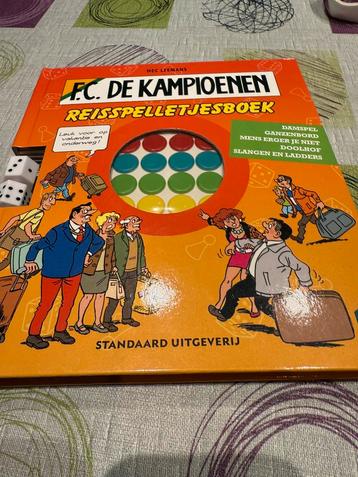 HEC LEEMANS
F.C. DE KAMPIOENEN
REISSPELLETJESBOEK
Leuk voor op
vakantie en
onderweg!
DAMSPEL
GANZENBORD
MENS ERGER JE NIET
DOOLHOF
SLANGEN EN LADDERS
STANDAARD UITGEVERIJ